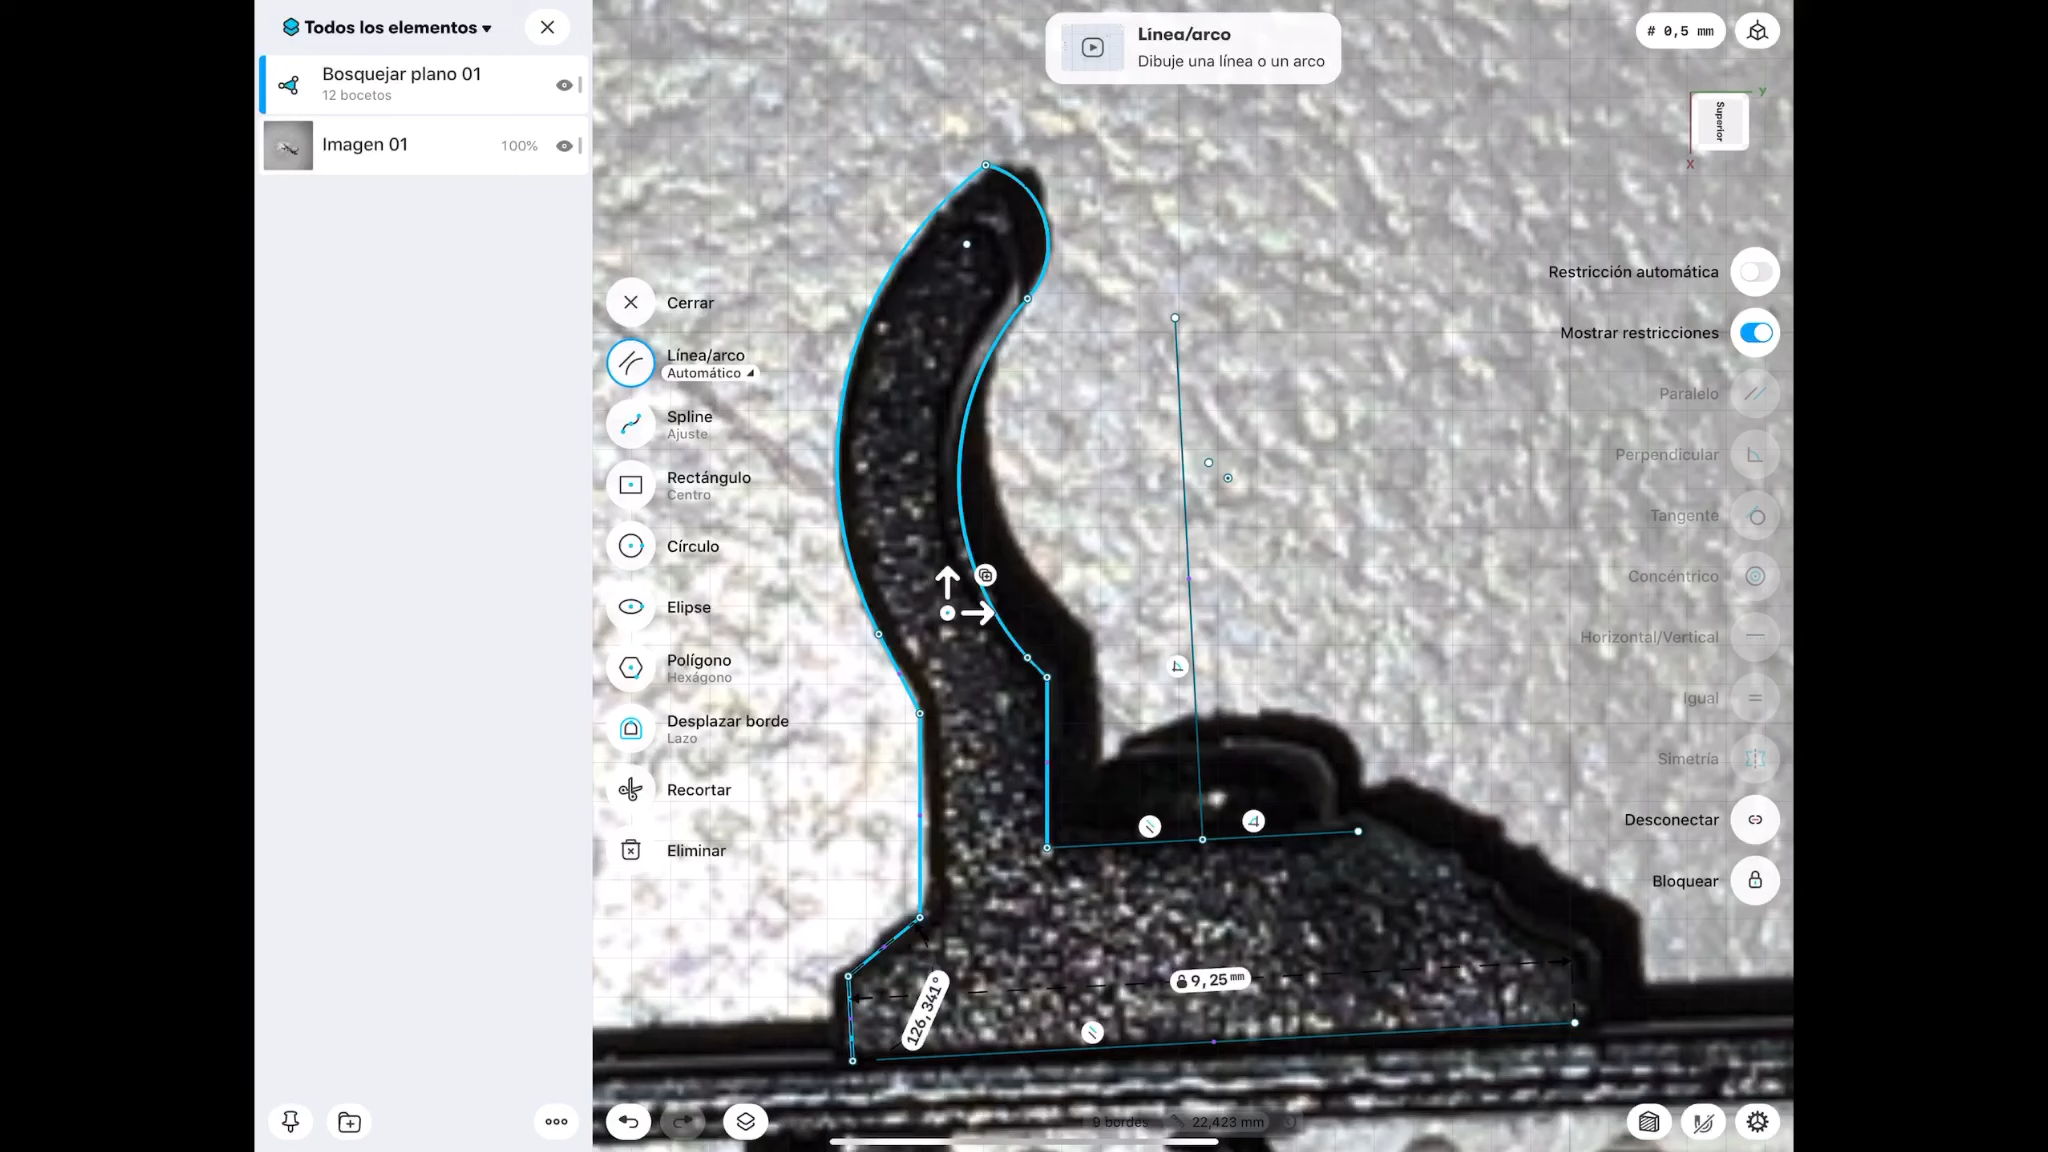 Todos los elementos
Bosquejar plano 01
12 bocetos
Imagen 01
100%
Línea/arco
Dibuje una línea o un arco
# 0,5 mm
Y
Superior
X
Cerrar
Línea/arco
Automático
Spline
Ajuste
Rectángulo
Centro
Círculo
Elipse
Polígono
Hexágono
Desplazar borde
Lazo
Recortar
Eliminar
Restricción automática
Mostrar restricciones
Paralelo
Perpendicular
Tangente
Concéntrico
Horizontal/Vertical
Igual
Simetría
Desconectar
Bloquear
9,25 mm
126,341°
9 bordes
22,423 mm